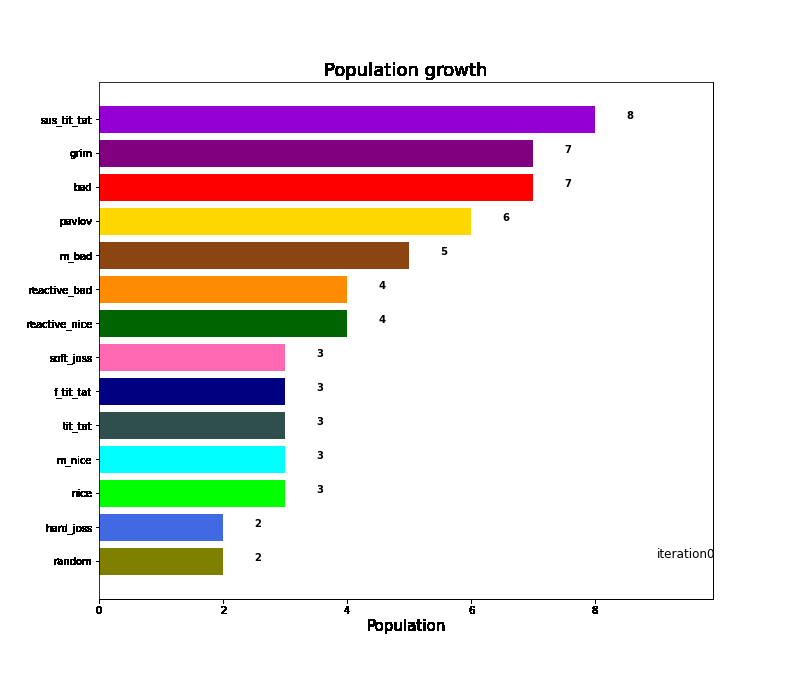 Population growth
sus_tit_tat 8
grim 7
bad 7
pavlov 6
m_bad 5
reactive_bad 4
reactive_nice 4
soft_joss 3
f_tit_tat 3
tit_tat 3
m_nice 3
nice 3
hard_joss 2
random 2
iteration0
0 2 4 6 8
Population